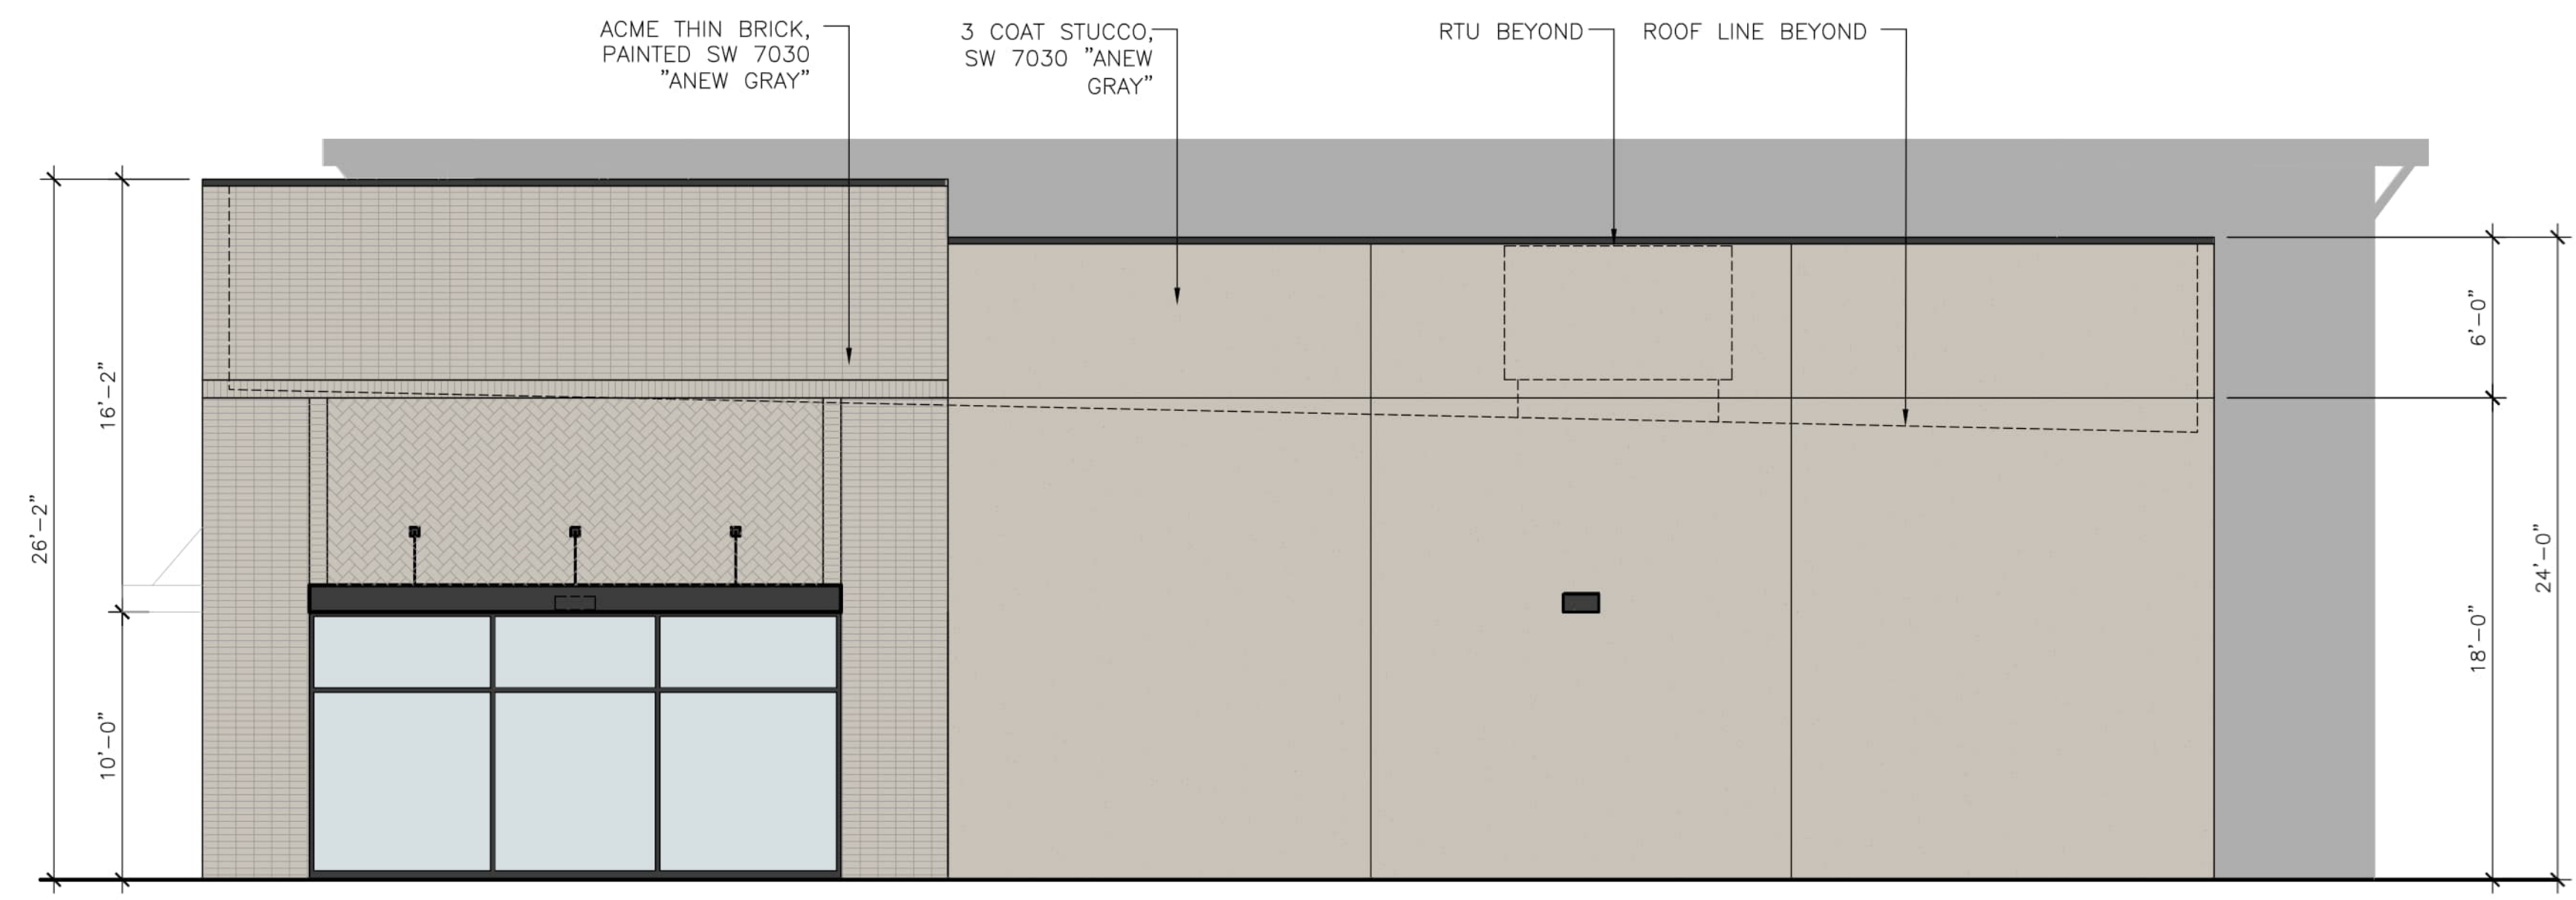 ACME THIN BRICK,
PAINTED SW 7030
"ANEW GRAY"
3 COAT STUCCO,
SW 7030 "ANEW
GRAY"
RTU BEYOND
ROOF LINE BEYOND
26'-2"
16'-2"
10'-0"
6'-0"
18'-0"
24'-0"